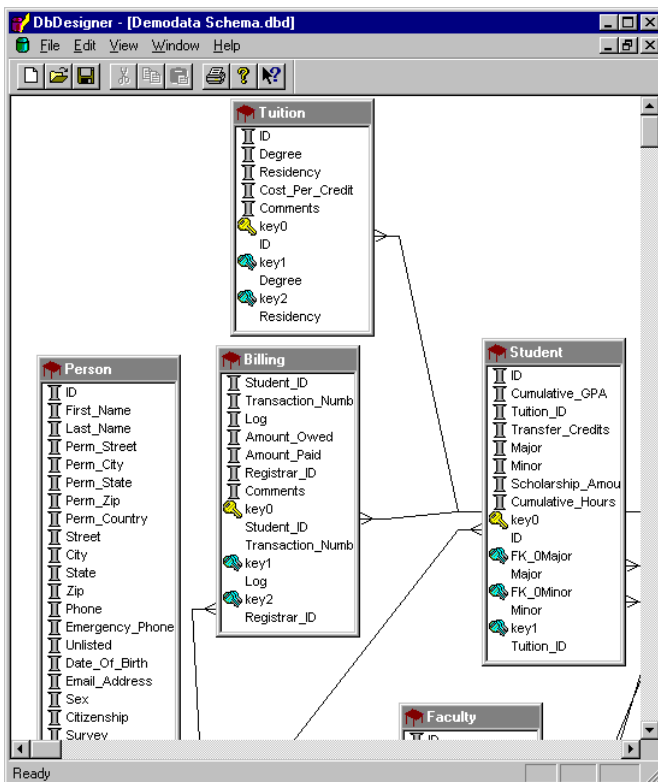 DbDesigner - [Demodata Schema.dbd]
File Edit View Window Help
Tuition
ID
Degree
Residency
Cost_Per_Credit
Comments
key0
ID
key1
Degree
key2
Residency
Person
ID
First_Name
Last_Name
Perm_Street
Perm_City
Perm_State
Perm_Zip
Perm_Country
Street
City
State
Zip
Phone
Emergency_Phone
Unlisted
Date_Of_Birth
Email_Address
Sex
Citizenship
Survey
Billing
Student_ID
Transaction_Numb
Log
Amount_Owed
Amount_Paid
Registrar_ID
Comments
key0
Student_ID
Transaction_Numb
key1
Log
key2
Registrar_ID
Student
ID
Cumulative_GPA
Tuition_ID
Transfer_Credits
Major
Minor
Scholarship_Amou
Cumulative_Hours
key0
ID
FK_0Major
Major
FK_0Minor
Minor
key1
Tuition_ID
Faculty
ID
Ready